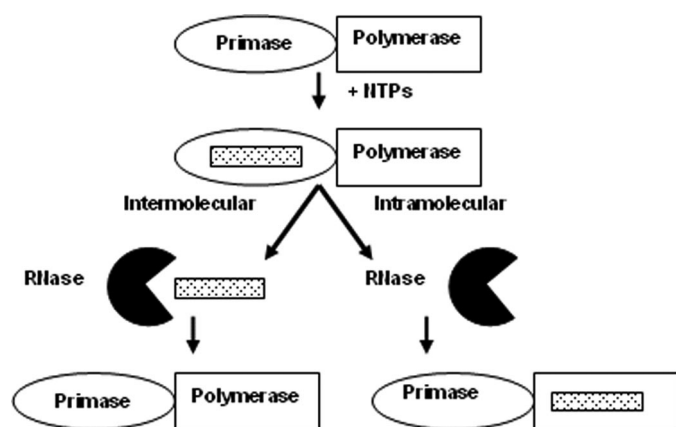 Primase Polymerase
+ NTPs
Polymerase
Intermolecular Intramolecular
RNase RNase
Primase Polymerase Primase